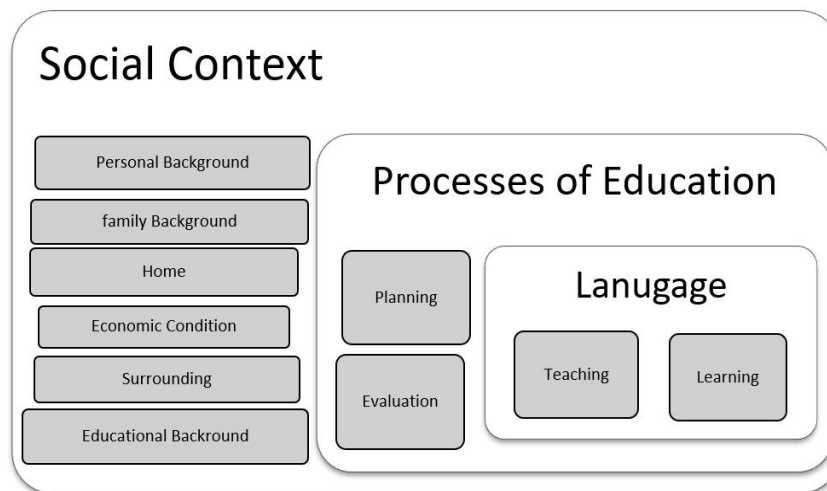 Social Context
Personal Background
family Background
Home
Economic Condition
Surrounding
Educational Backround
Processes of Education
Planning
Evaluation
Lanugage
Teaching
Learning